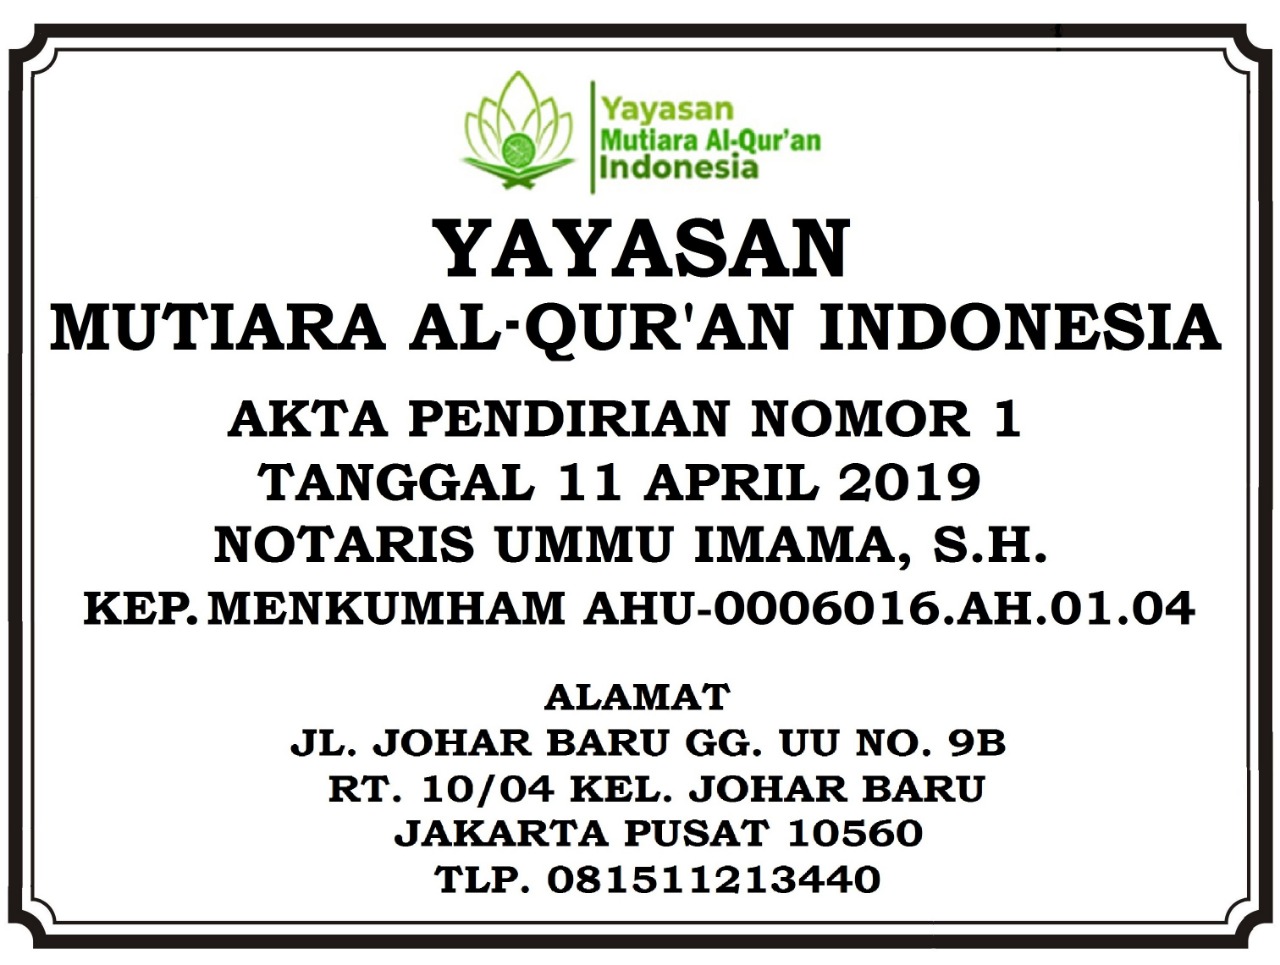 Yayasan
Mutiara Al-Qur'an
Indonesia
YAYASAN
MUTIARA AL-QUR'AN INDONESIA
AKTA PENDIRIAN NOMOR 1
TANGGAL 11 APRIL 2019
NOTARIS UMMU IMAMA, S.H.
KEP. MENKUMHAM AHU-0006016.AH.01.04
ALAMAT
JL. JOHAR BARU GG. UU NO. 9B
RT. 10/04 KEL. JOHAR BARU
JAKARTA PUSAT 10560
TLP. 081511213440